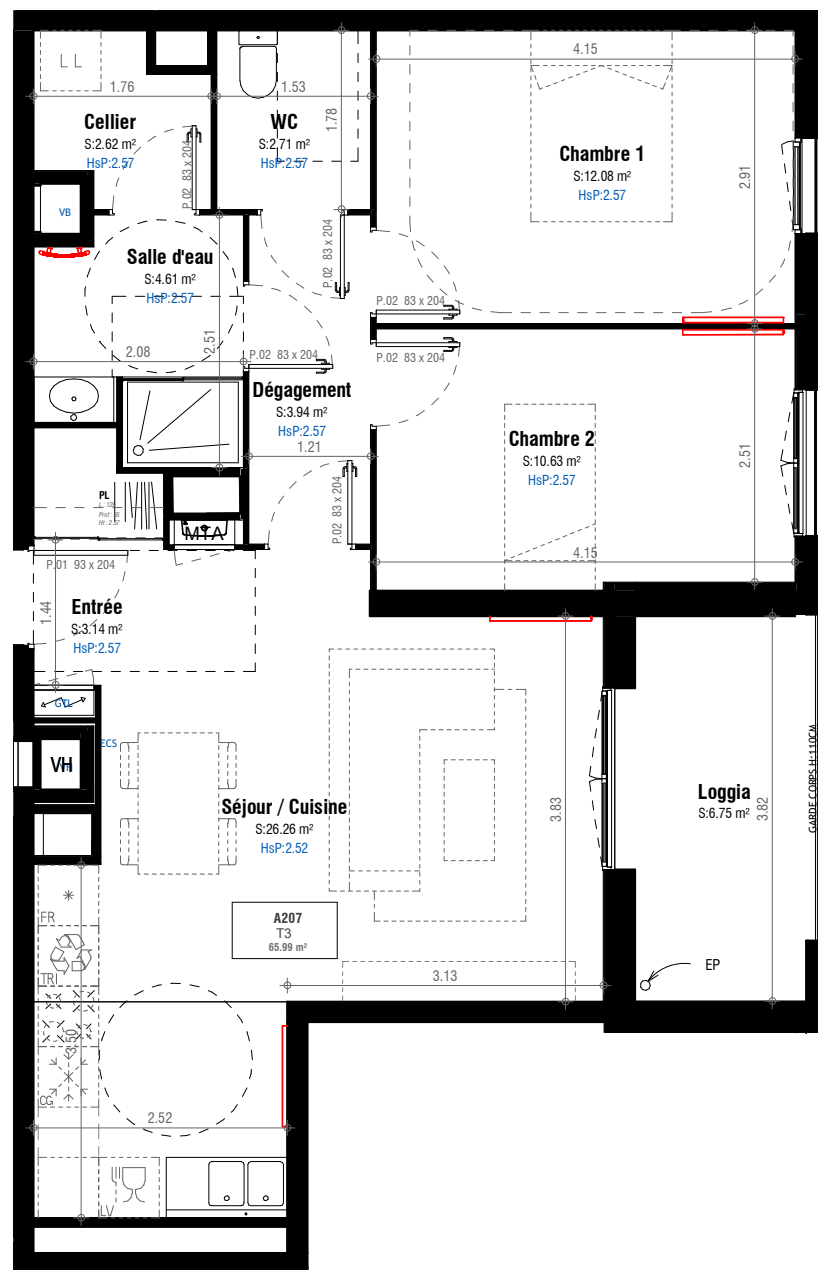 LL
1.76
Cellier
S:2.62 m²
HsP:2.57
P.02 83 x 204
VB
1.53
WC
S:2.71 m²
HsP:2.57
1.78
P.02 83 x 204
4.15
Chambre 1
S:12.08 m²
HsP:2.57
2.91
P.02 83 x 204
Salle d'eau
S:4.61 m²
HsP:2.57
2.51
2.08
P.02 83 x 204
P.02 83 x 204
Dégagement
S:3.94 m²
HsP:2.57
1.21
P.02 83 x 204
Chambre 2
S:10.63 m²
HsP:2.57
2.51
4.15
PL
Ht : 2.57
MTA
P.01 93 x 204
1.44
Entrée
S:3.14 m²
HsP:2.57
GTL
ECS
VH
Séjour / Cuisine
S:26.26 m²
HsP:2.52
3.83
Loggia
S:6.75 m²
3.82
GARDE CORPS H:110CM
A207
T3
65.99 m²
FR
TRI
3.13
EP
3.50
CG
2.52
LV